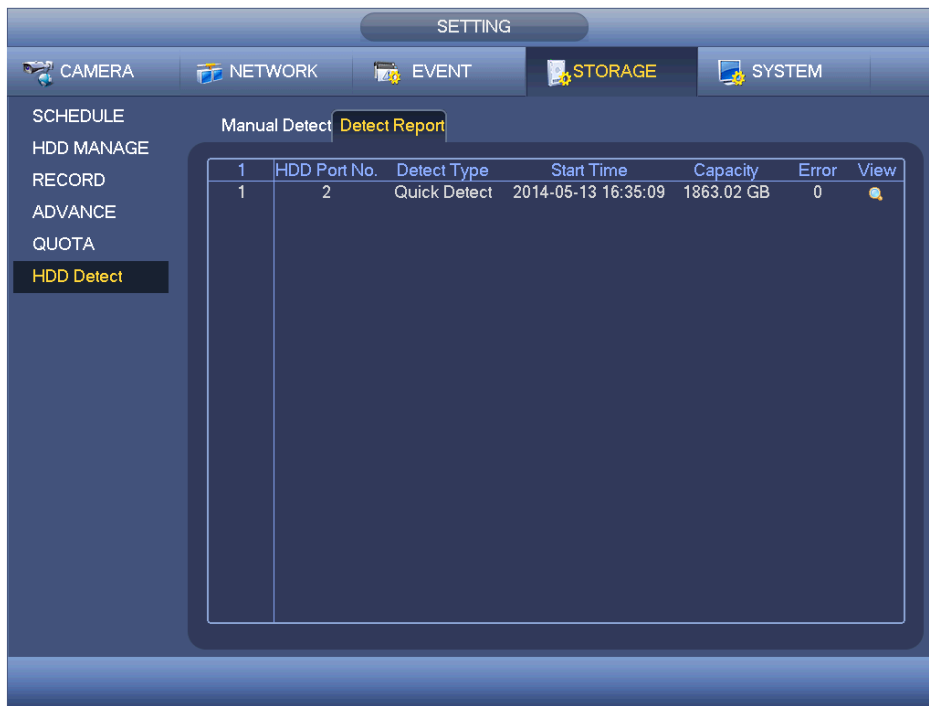 SETTING
CAMERA NETWORK EVENT STORAGE SYSTEM
SCHEDULE
HDD MANAGE
RECORD
ADVANCE
QUOTA
HDD Detect
Manual Detect Detect Report
1 HDD Port No. Detect Type Start Time Capacity Error View
1 2 Quick Detect 2014-05-13 16:35:09 1863.02 GB 0